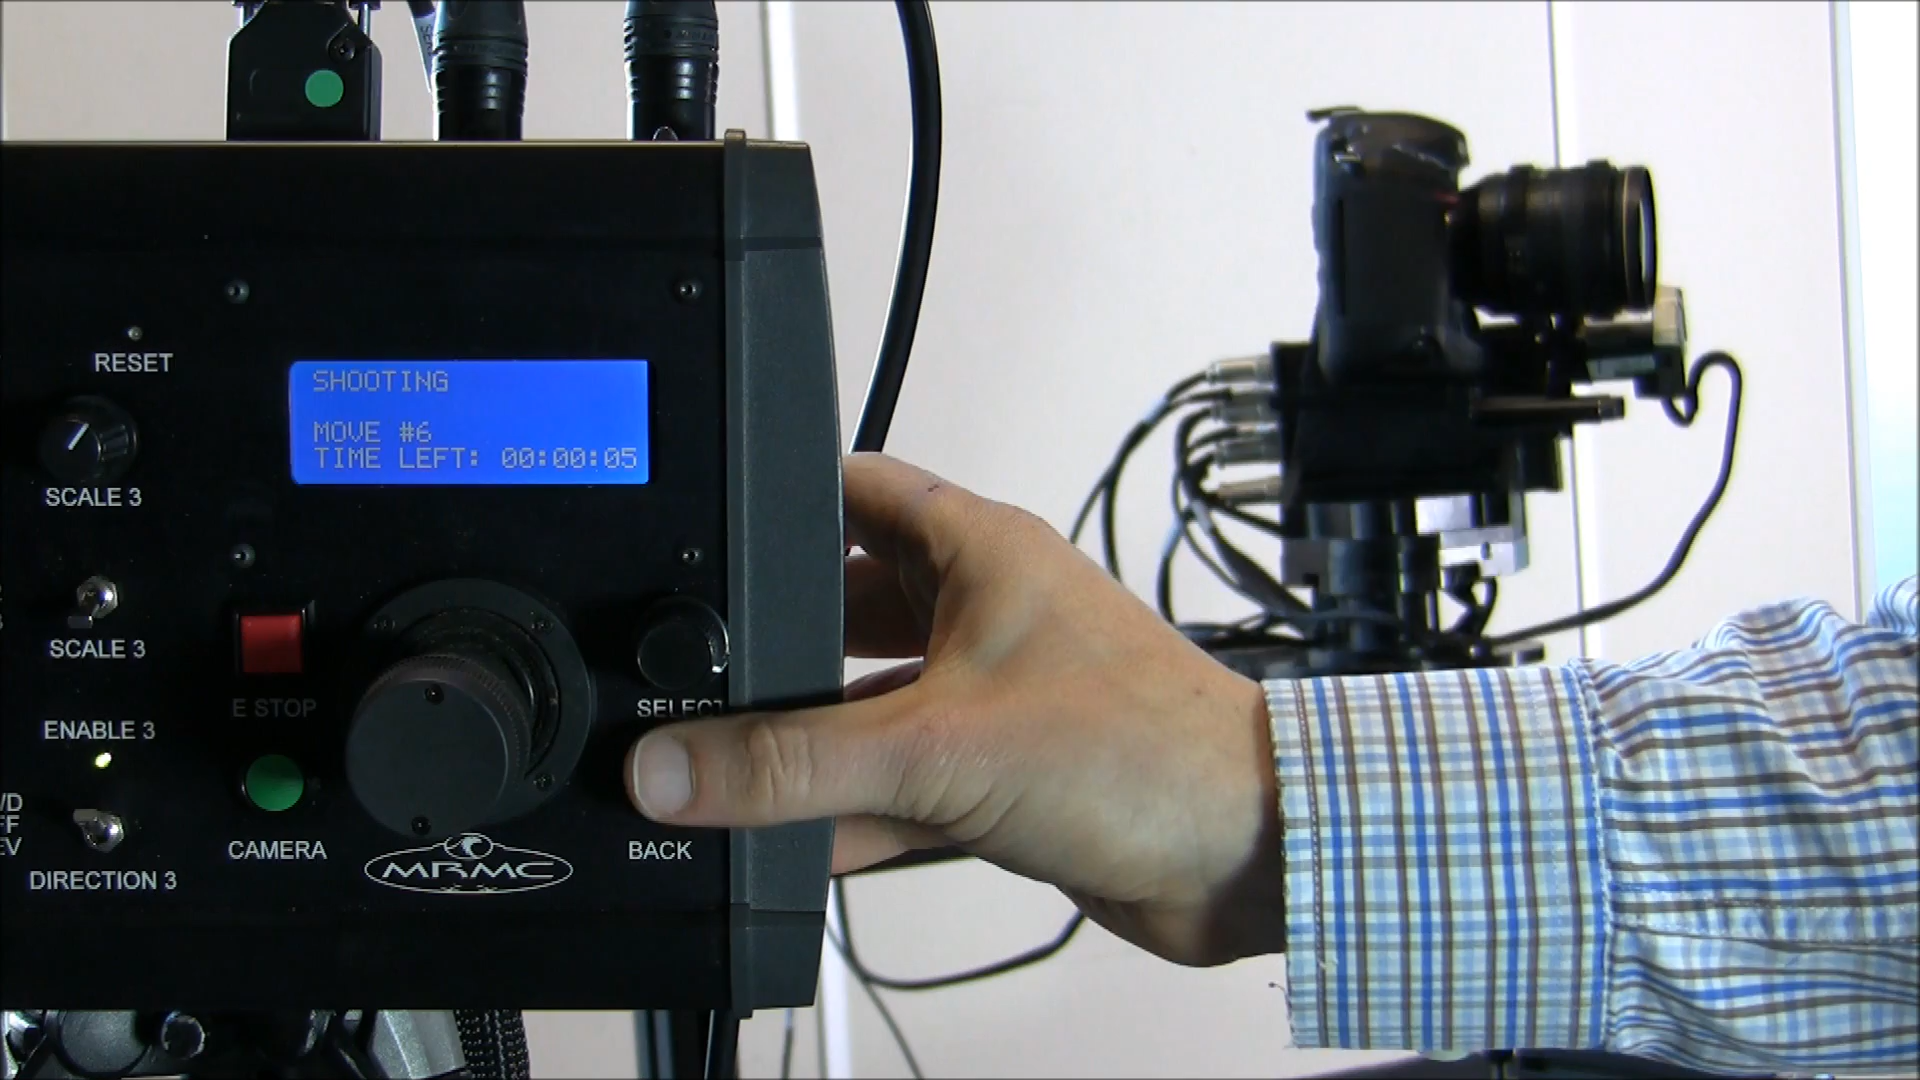 RESET
SCALE 3
SCALE 3
ENABLE 3
DIRECTION 3
SHOOTING
MOVE #6
TIME LEFT: 00:00:05
E STOP
SELECT
CAMERA
MRMC
BACK